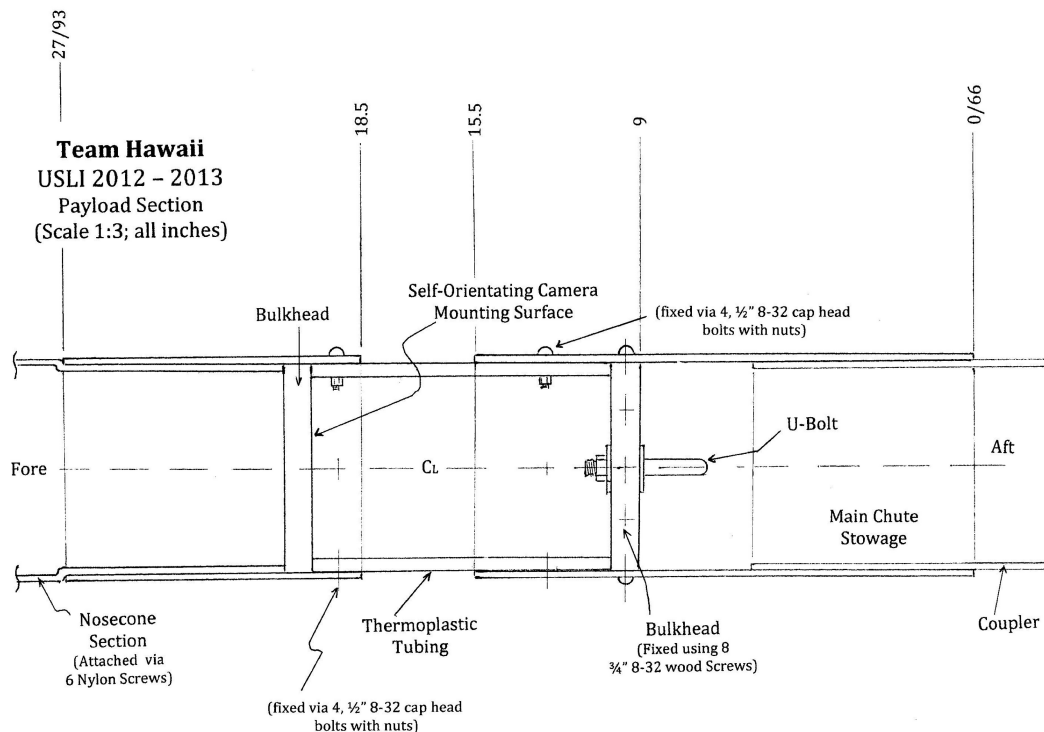 27/93
18.5
15.5
9
0/66
Team Hawaii
USLI 2012 – 2013
Payload Section
(Scale 1:3; all inches)
Bulkhead
Self-Orientating Camera
Mounting Surface
(fixed via 4, ½" 8-32 cap head
bolts with nuts)
U-Bolt
Fore
CL
Aft
Main Chute
Stowage
Nosecone
Section
(Attached via
6 Nylon Screws)
Thermoplastic
Tubing
Bulkhead
(Fixed using 8
¾" 8-32 wood Screws)
Coupler
(fixed via 4, ½" 8-32 cap head
bolts with nuts)